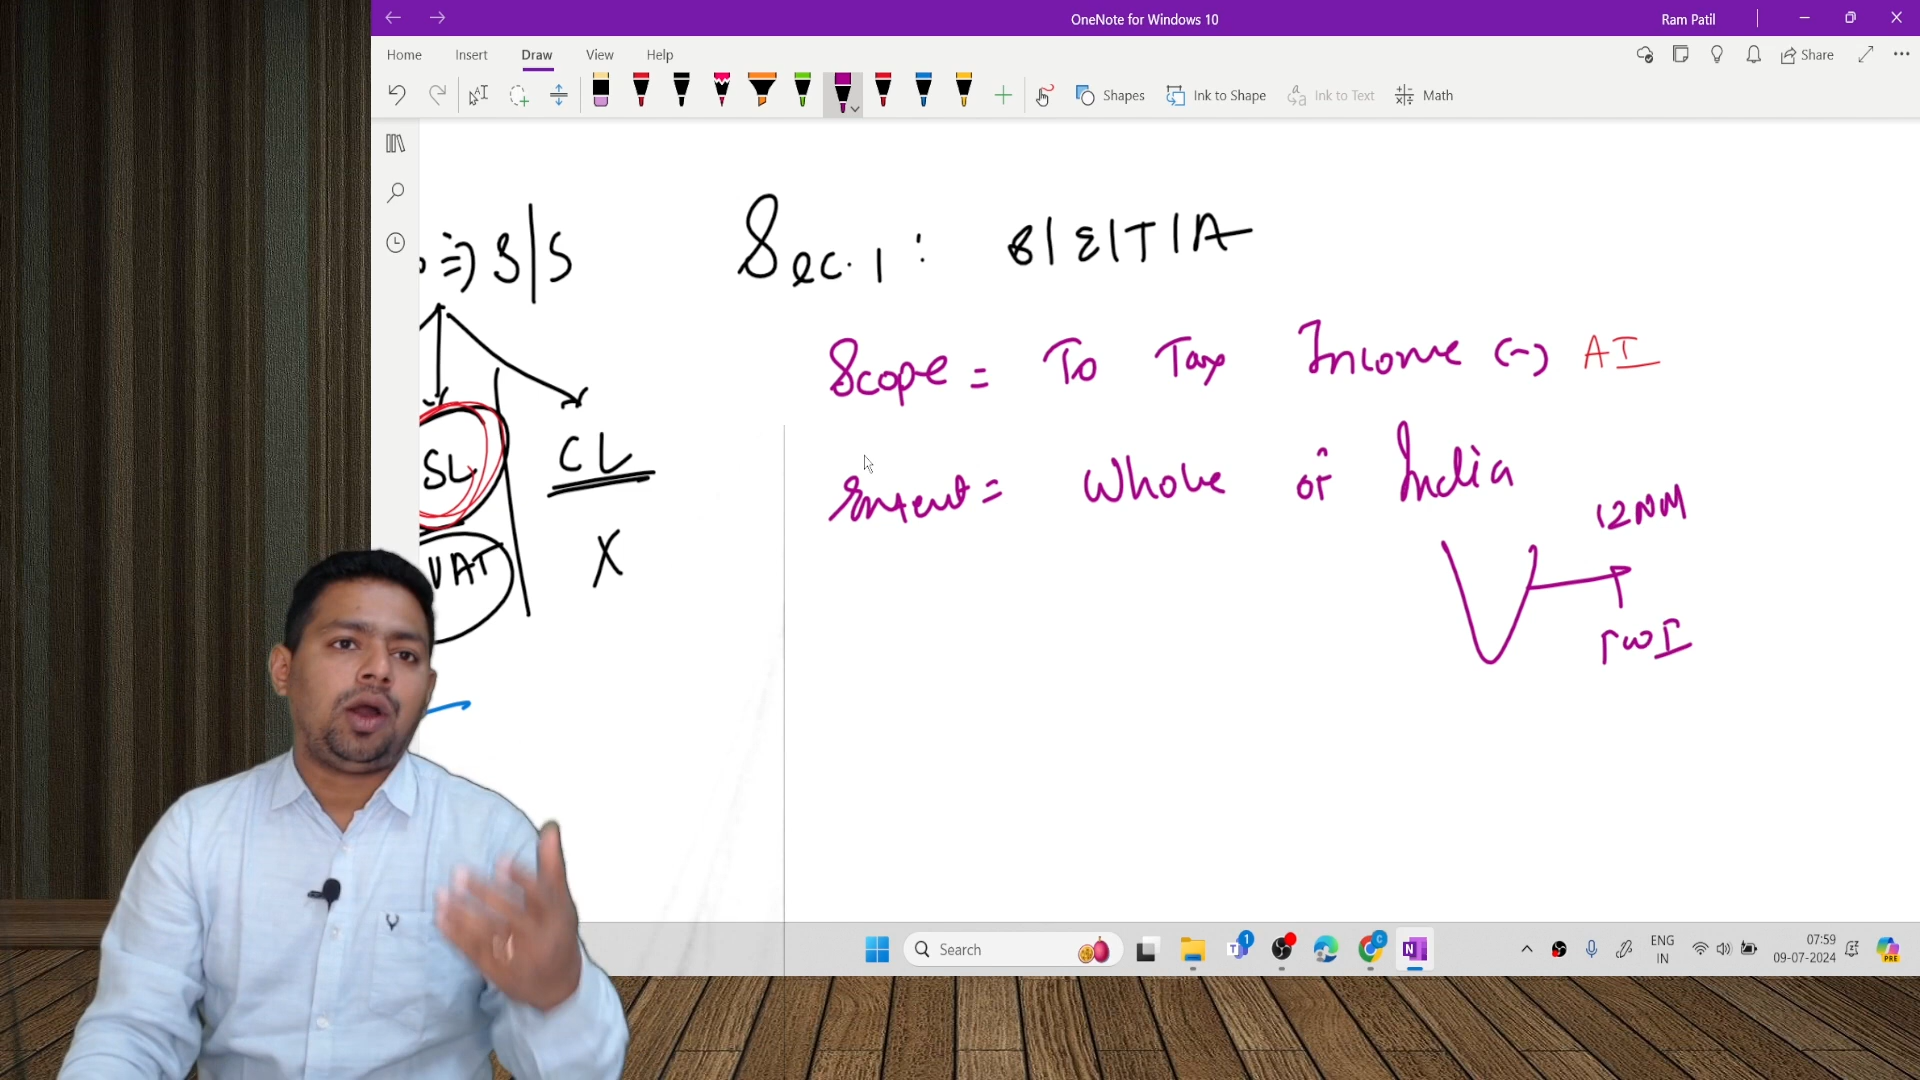 OneNote for Windows 10
Ram Patil
Home Insert Draw View Help
Share
Shapes Ink to Shape Ink to Text Math
=) S|S
Sec. 1 : S|E|T|A
Scope = To Tax Income (-) AI
Extent = Whole of India
SL CL
VAT X
12NM
TWI
Search
ENG
IN
07:59
09-07-2024
PRE